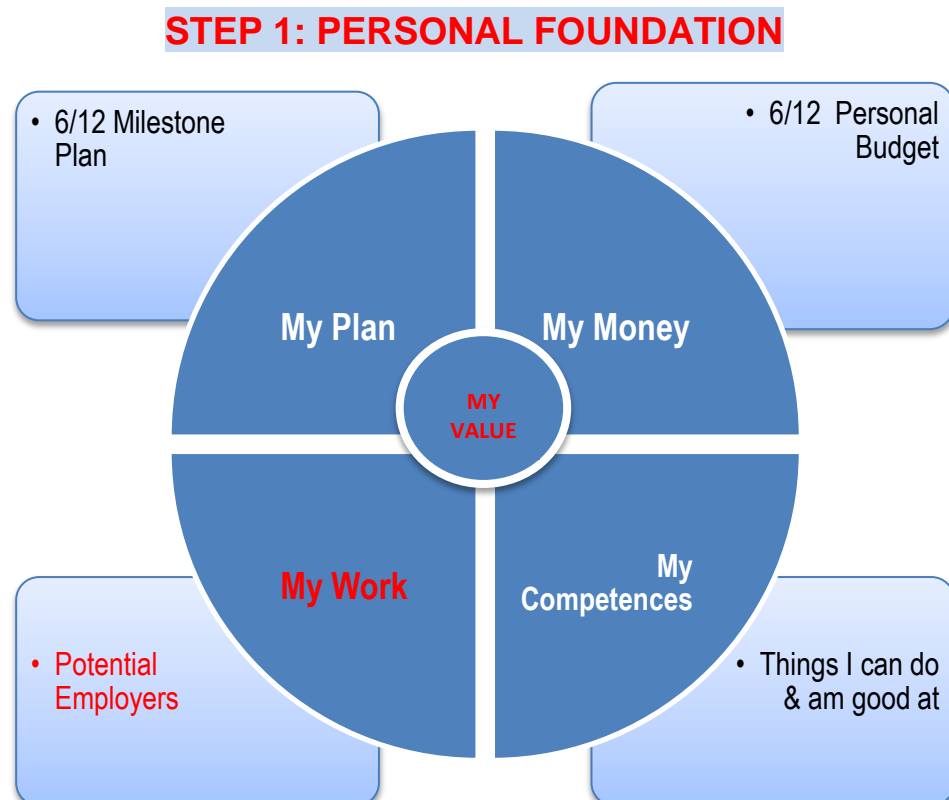 STEP 1: PERSONAL FOUNDATION
• 6/12 Milestone
Plan
• 6/12 Personal
Budget
My Plan
My Money
MY
VALUE
My Work
My
Competences
• Potential
Employers
• Things I can do
& am good at